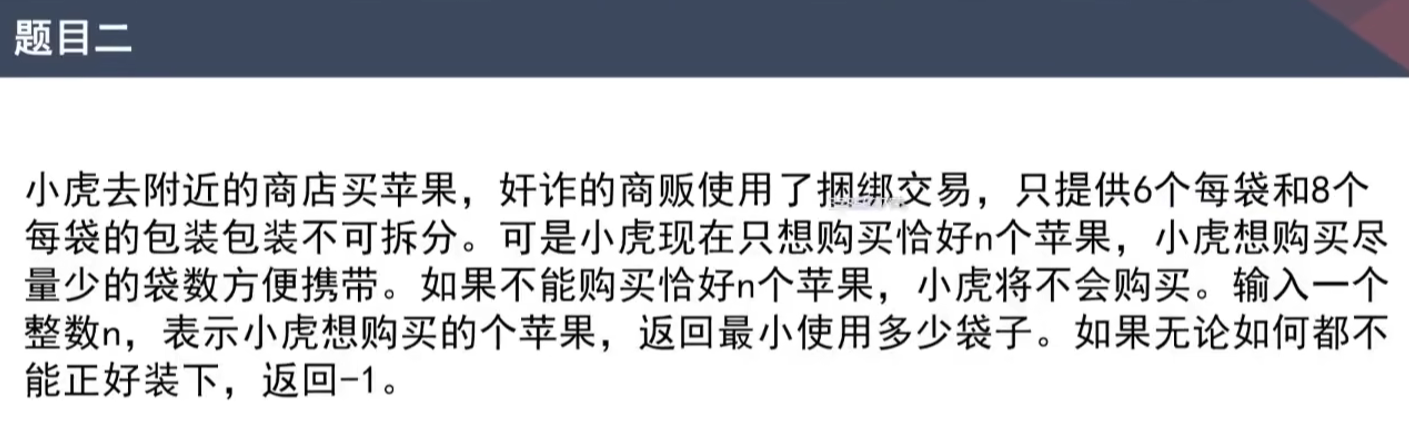 题目二
小虎去附近的商店买苹果，奸诈的商贩使用了捆绑交易，只提供6个每袋和8个
每袋的包装包装不可拆分。可是小虎现在只想购买恰好n个苹果，小虎想购买尽
量少的袋数方便携带。如果不能购买恰好n个苹果，小虎将不会购买。输入一个
整数n，表示小虎想购买的个苹果，返回最小使用多少袋子。如果无论如何都不
能正好装下，返回-1。